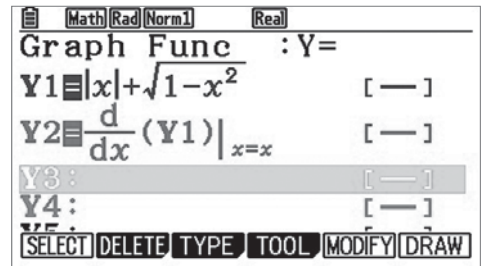 Math Rad Norm1 Real
Graph Func :Y=
Y1=|x|+√1-x² [—]
Y2=d/dx(Y1)|x=x [—]
Y3: [—]
Y4: [—]
Y5:
SELECT DELETE TYPE TOOL MODIFY DRAW